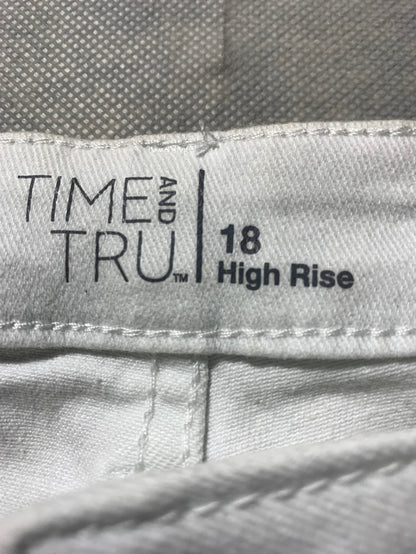 TIME AND
TRU™
18
High Rise